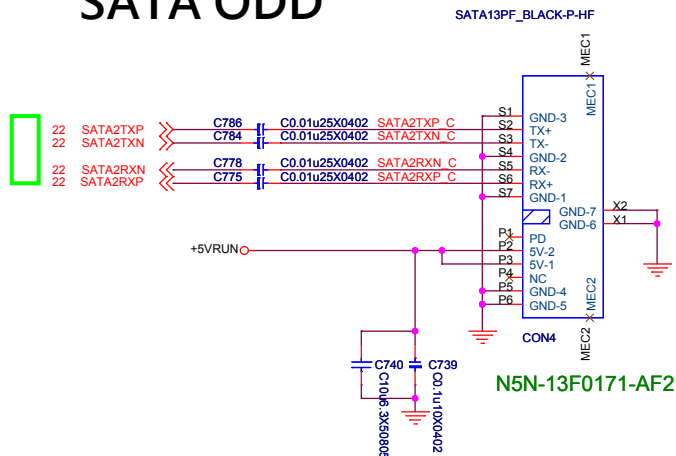 SATA ODD
SATA13PF_BLACK-P-HF
MEC1
MEC1
22 SATA2TXP C786 C0.01u25X0402 SATA2TXP_C S1 GND-3
S2 TX+
22 SATA2TXN C784 C0.01u25X0402 SATA2TXN_C S3 TX-
S4 GND-2
22 SATA2RXN C778 C0.01u25X0402 SATA2RXN_C S5 RX-
22 SATA2RXP C775 C0.01u25X0402 SATA2RXP_C S6 RX+
S7 GND-1
GND-7 X2
GND-6 X1
P1 PD
+5VRUN P2 5V-2
P3 5V-1
P4 NC
P5 GND-4
P6 GND-5
MEC2
MEC2
CON4
C740 C10u6.3X50805
C739 C0.1u10X0402
N5N-13F0171-AF2